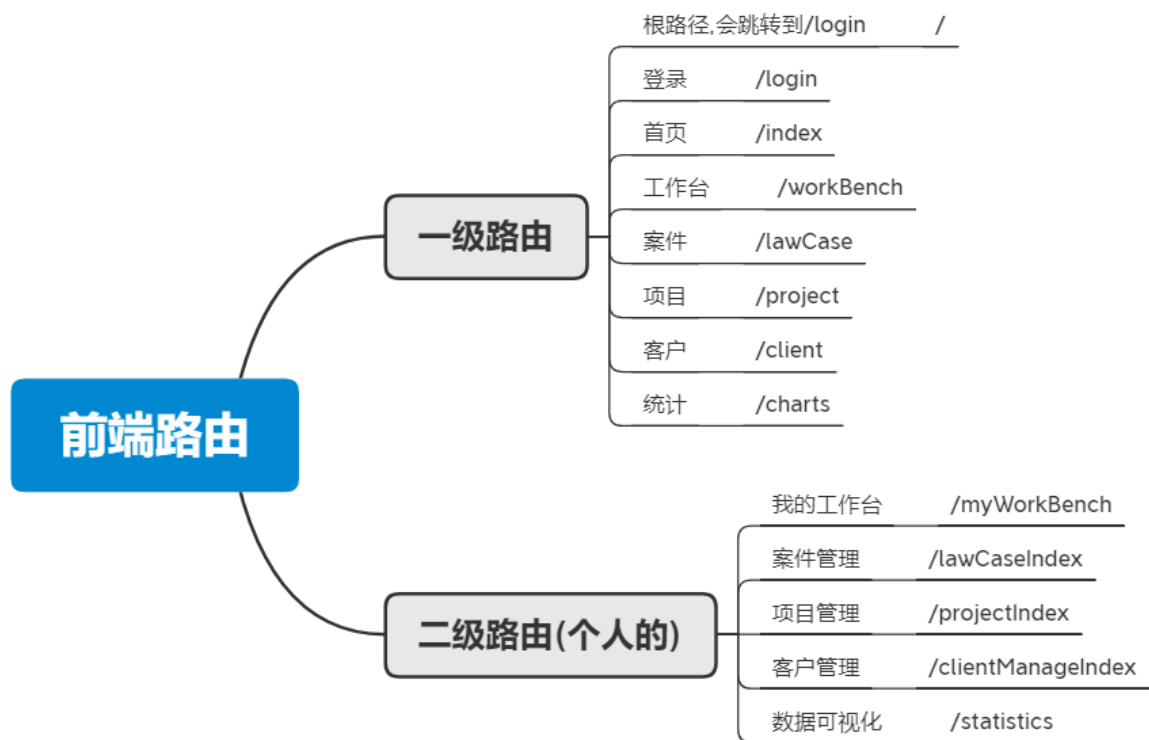 前端路由
一级路由
根路径,会跳转到/login /
登录 /login
首页 /index
工作台 /workBench
案件 /lawCase
项目 /project
客户 /client
统计 /charts
二级路由(个人的)
我的工作台 /myWorkBench
案件管理 /lawCaseIndex
项目管理 /projectIndex
客户管理 /clientManageIndex
数据可视化 /statistics